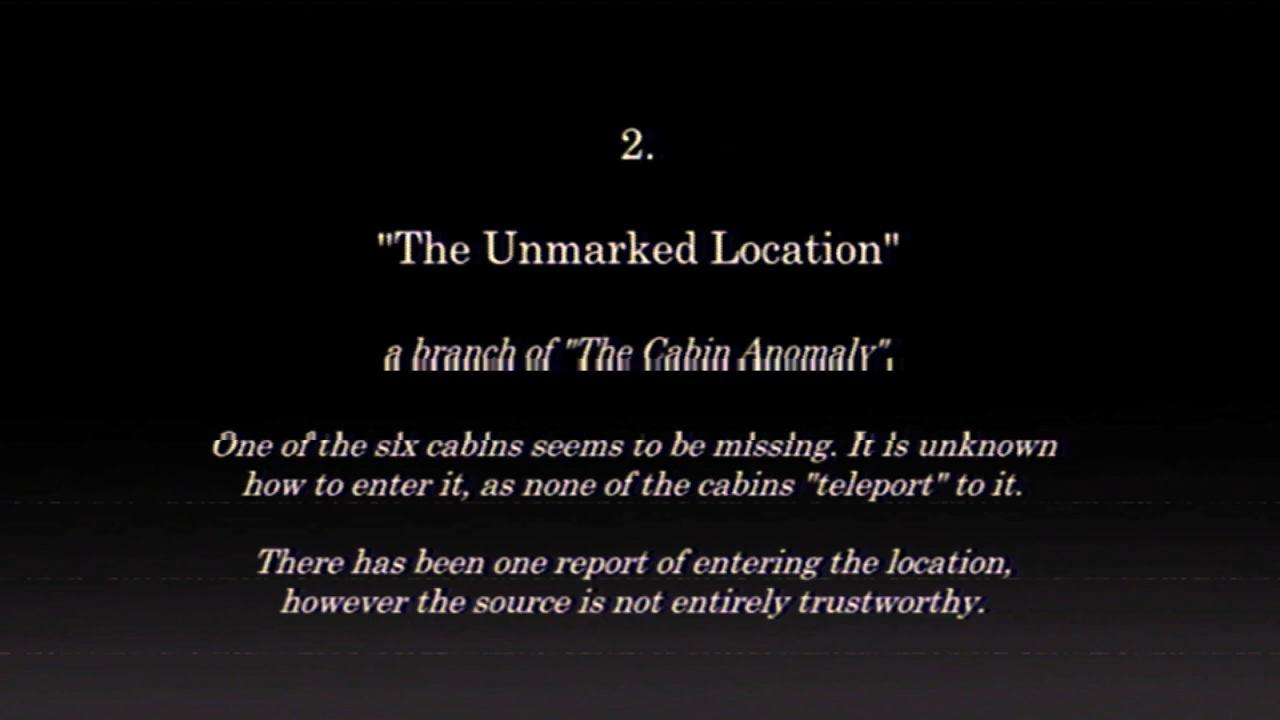 2.
"The Unmarked Location"
a branch of "The Cabin Anomaly".
One of the six cabins seems to be missing. It is unknown
how to enter it, as none of the cabins "teleport" to it.
There has been one report of entering the location,
however the source is not entirely trustworthy.